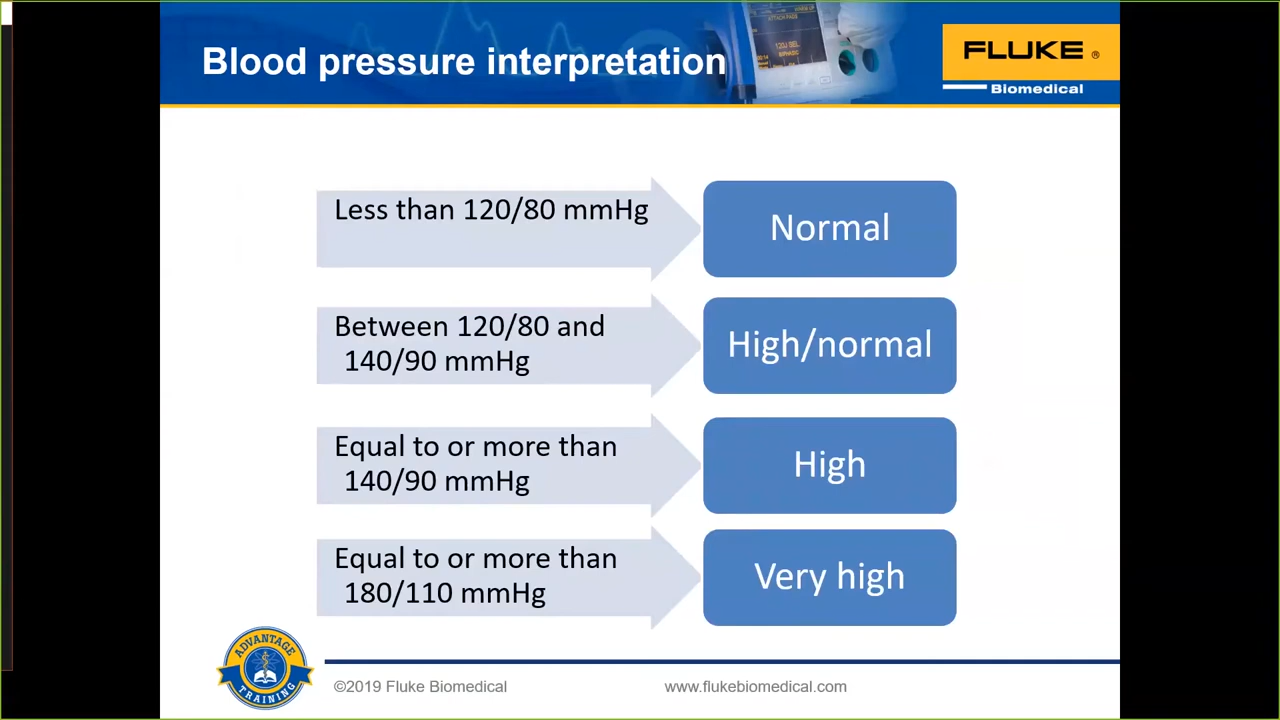 Blood pressure interpretation
FLUKE ®
Biomedical
Less than 120/80 mmHg
Normal
Between 120/80 and
140/90 mmHg
High/normal
Equal to or more than
140/90 mmHg
High
Equal to or more than
180/110 mmHg
Very high
ADVANTAGE
TRAINING
©2019 Fluke Biomedical
www.flukebiomedical.com